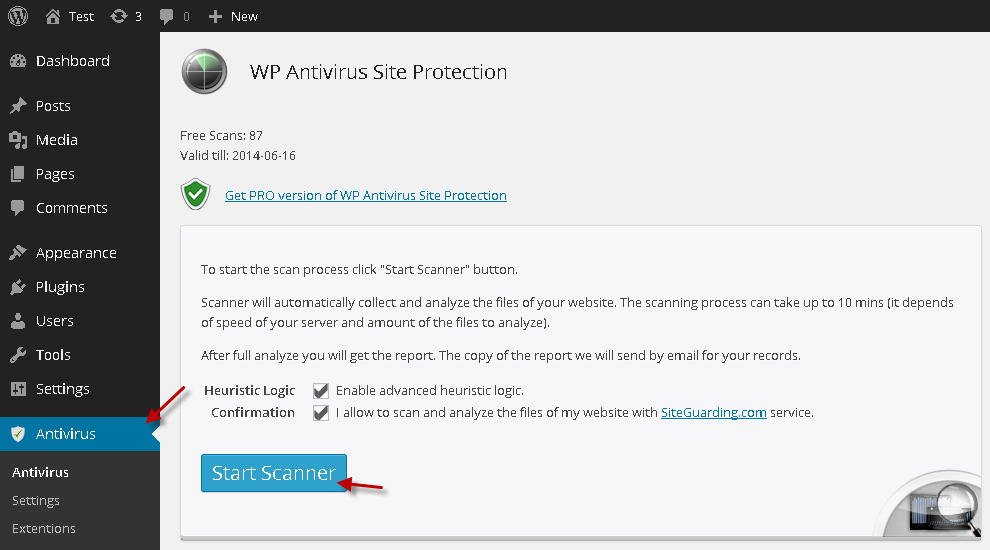 Test 3 0 New
Dashboard
Posts
Media
Pages
Comments
Appearance
Plugins
Users
Tools
Settings
Antivirus
Antivirus
Settings
Extentions
WP Antivirus Site Protection
Free Scans: 87
Valid till: 2014-06-16
Get PRO version of WP Antivirus Site Protection
To start the scan process click "Start Scanner" button.
Scanner will automatically collect and analyze the files of your website. The scanning process can take up to 10 mins (it depends
of speed of your server and amount of the files to analyze).
After full analyze you will get the report. The copy of the report we will send by email for your records.
Heuristic Logic Enable advanced heuristic logic.
Confirmation I allow to scan and analyze the files of my website with SiteGuarding.com service.
Start Scanner